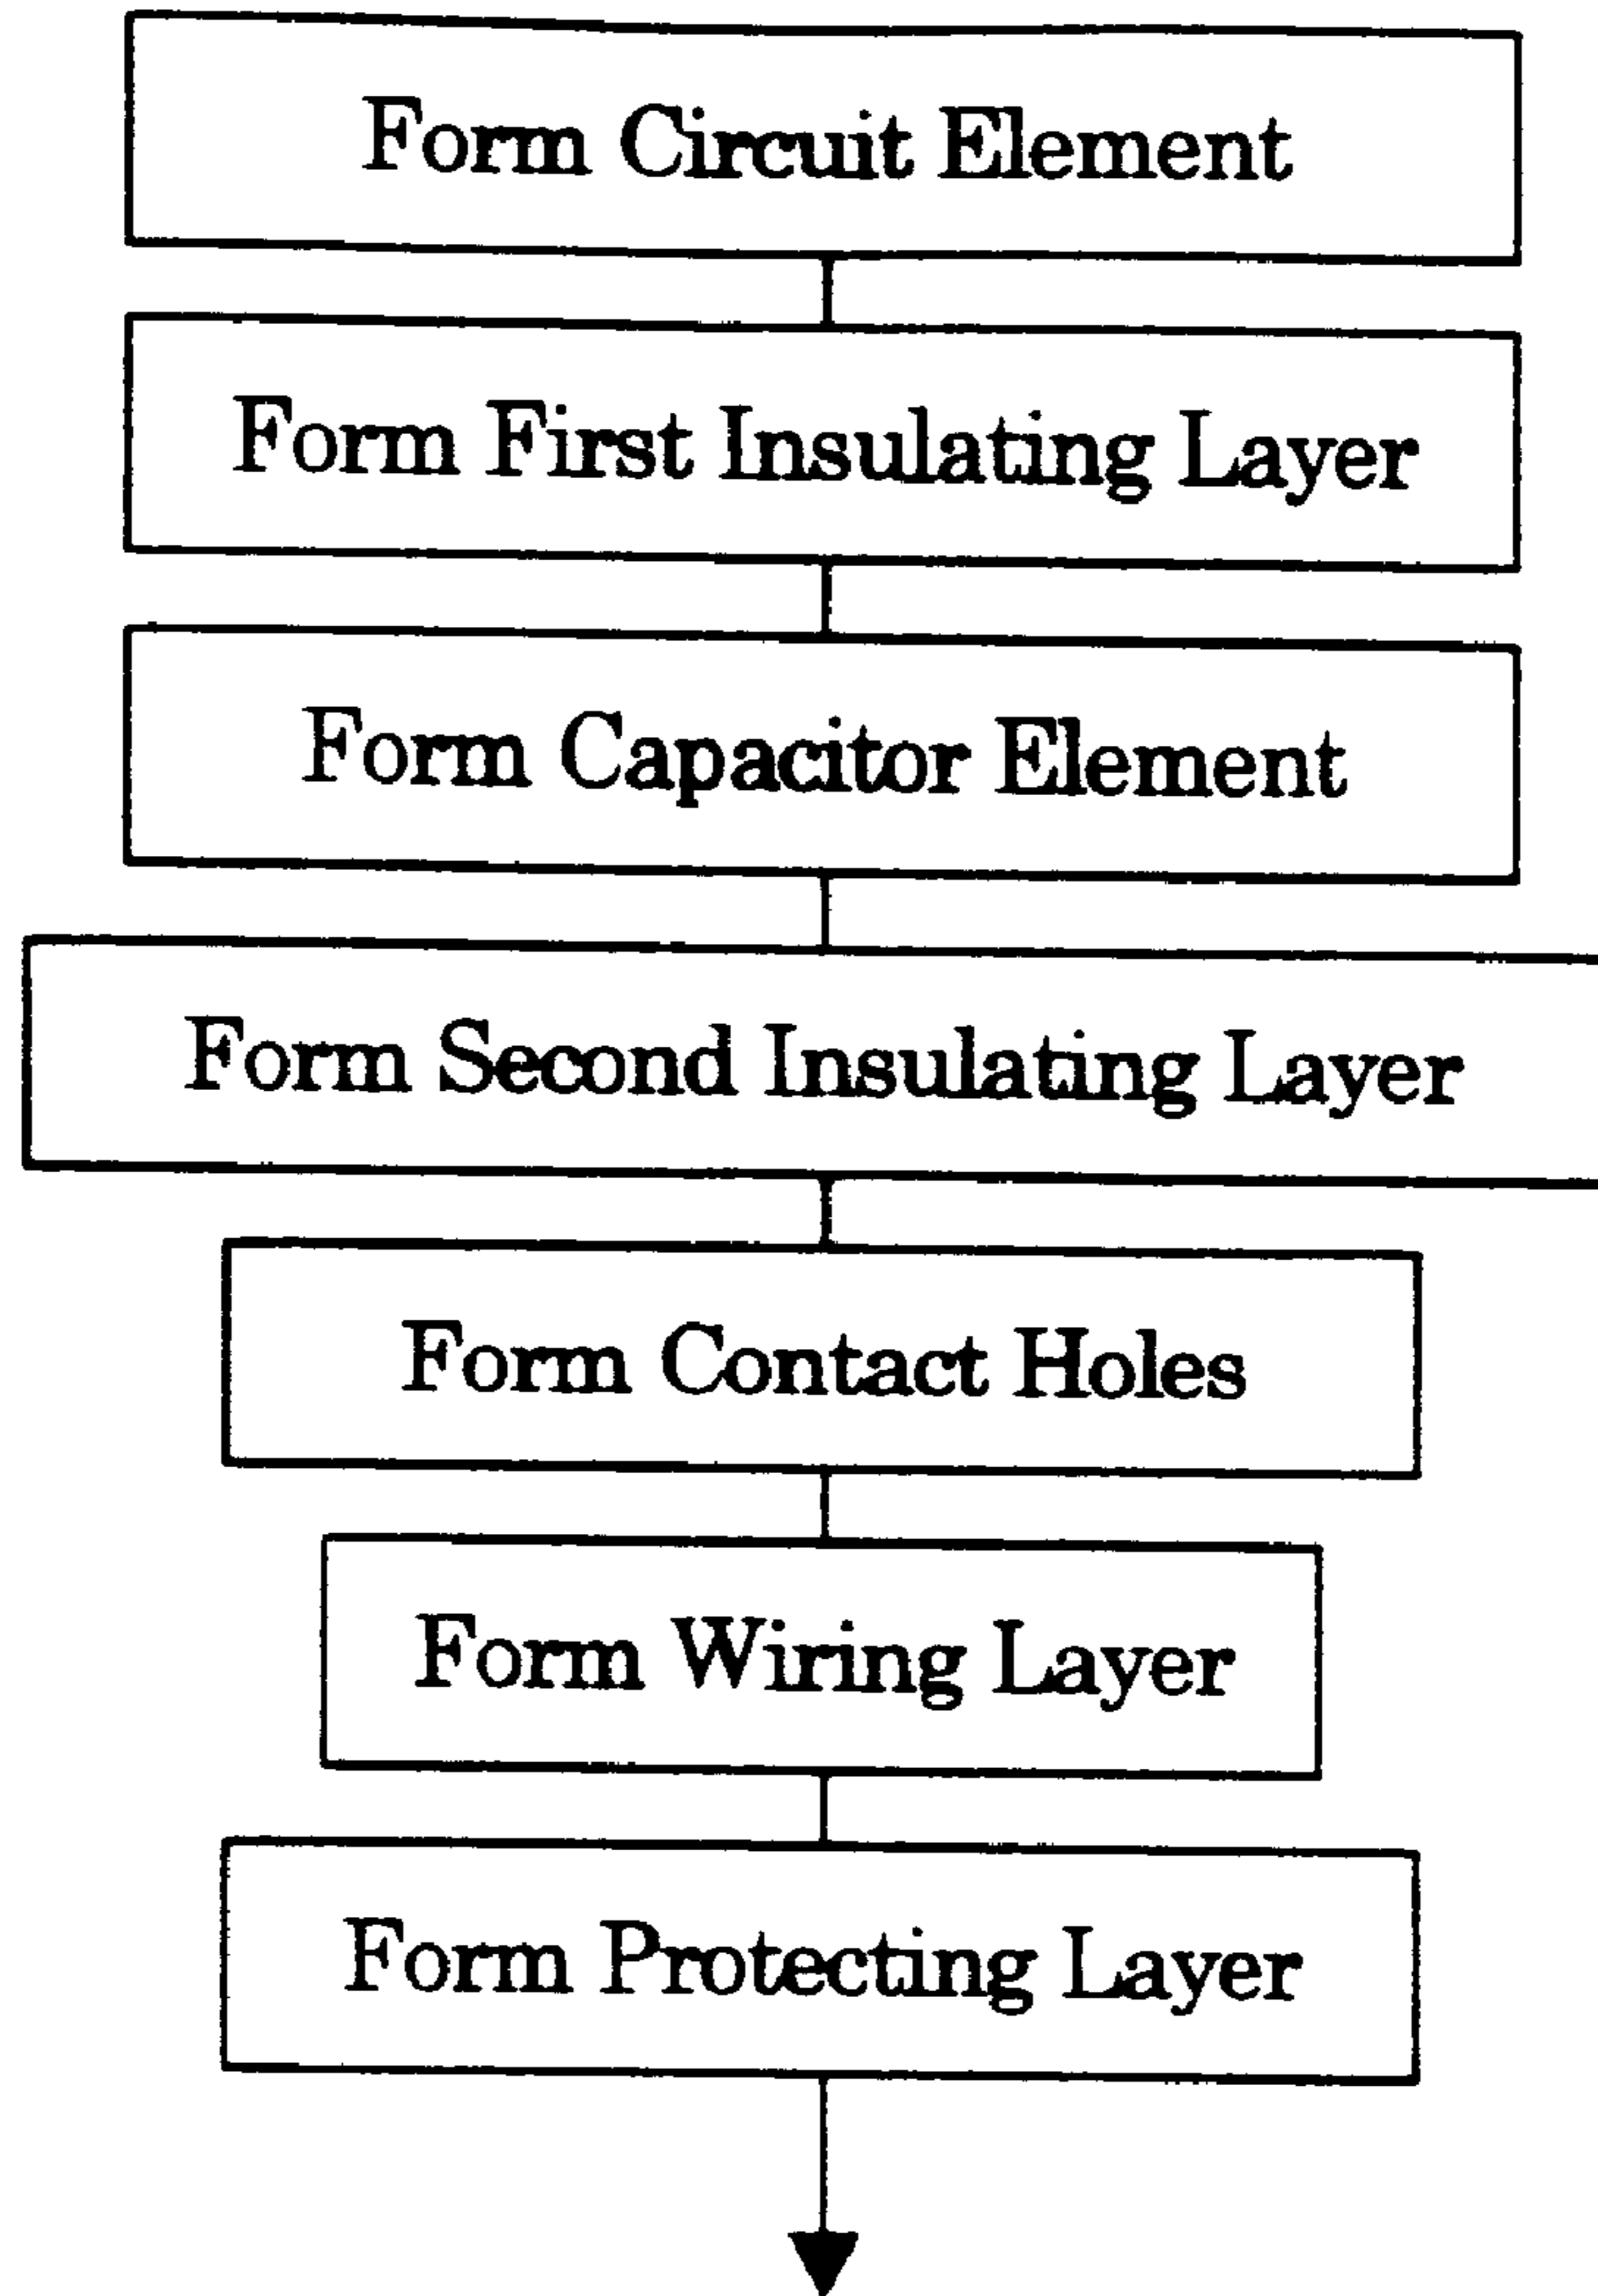 Form Circuit Element
Form First Insulating Layer
Form Capacitor Element
Form Second Insulating Layer
Form Contact Holes
Form Wiring Layer
Form Protecting Layer